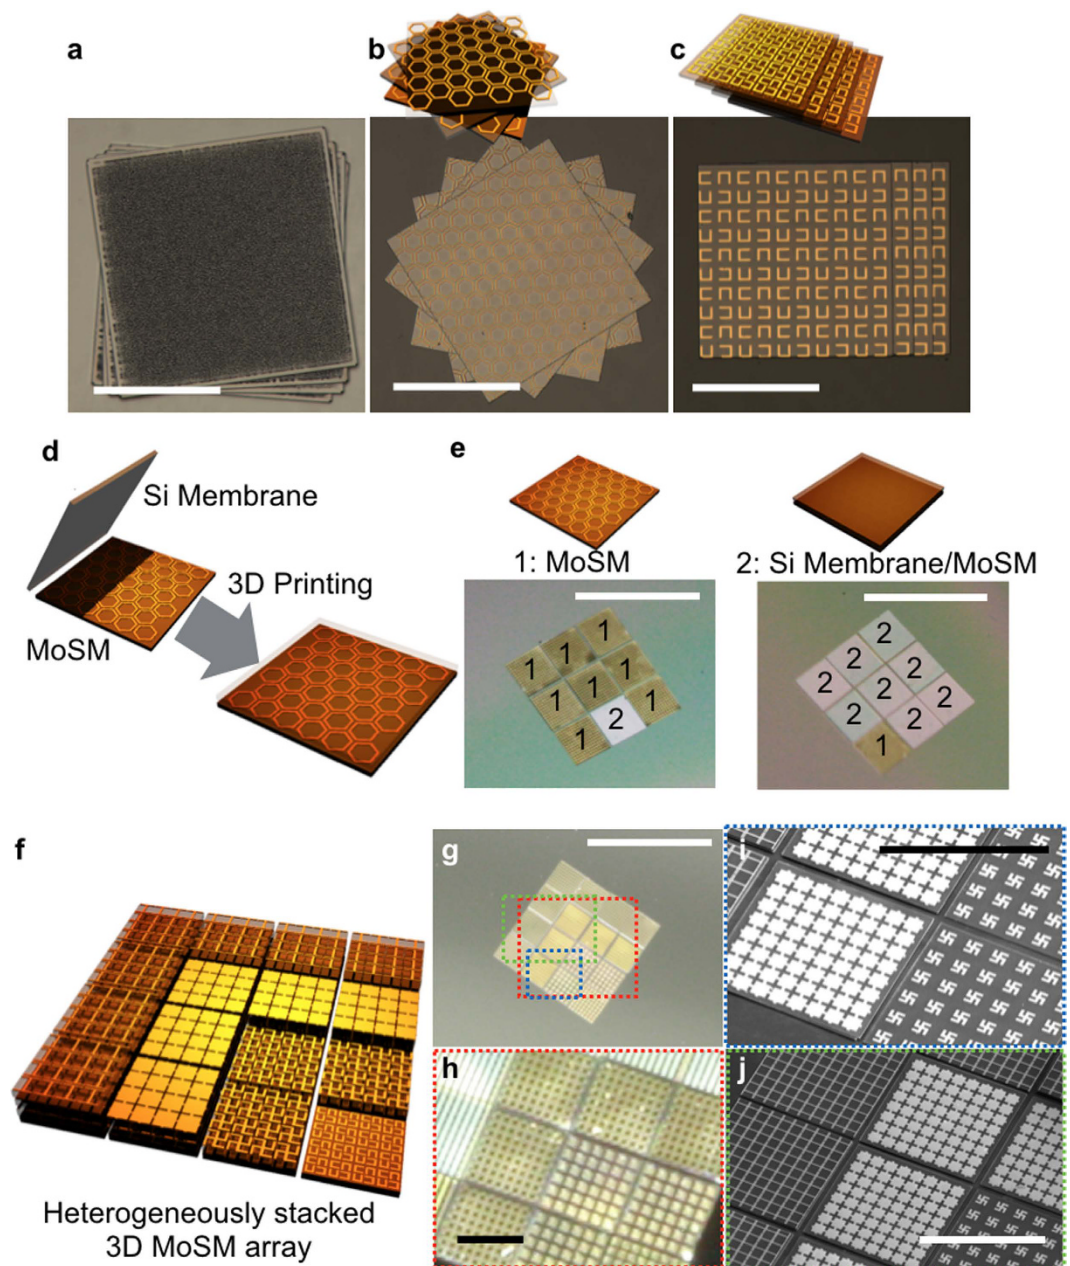 a
b
c
d
Si Membrane
3D Printing
MoSM
e
1: MoSM
2: Si Membrane/MoSM
1
1
1
1
1
1
1
2
1
2
2
2
2
2
2
2
2
1
f
g
h
i
j
Heterogeneously stacked
3D MoSM array